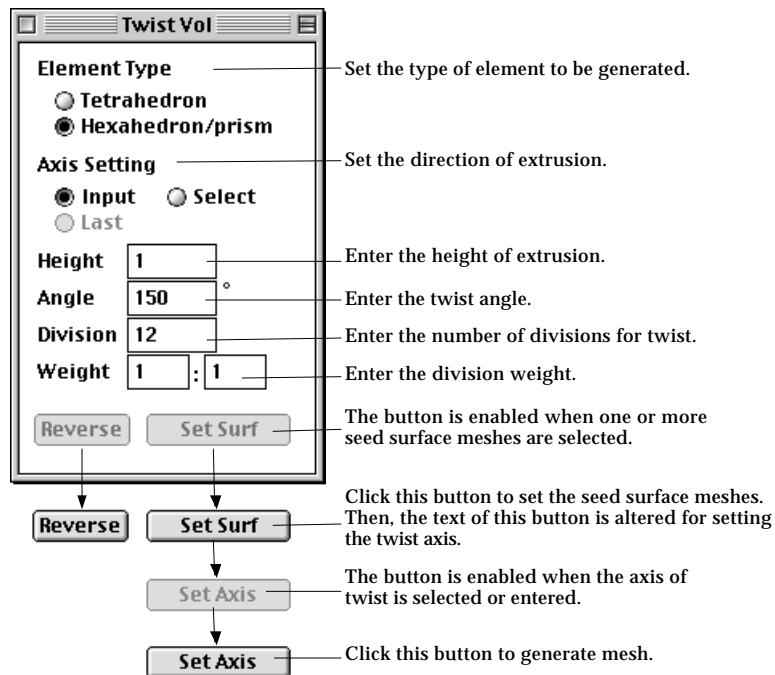 Twist Vol
Element Type
Set the type of element to be generated.
Tetrahedron
Hexahedron/prism
Axis Setting
Set the direction of extrusion.
Input Select
Last
Height 1
Enter the height of extrusion.
Angle 150 °
Enter the twist angle.
Division 12
Enter the number of divisions for twist.
Weight 1 : 1
Enter the division weight.
Reverse Set Surf
The button is enabled when one or more
seed surface meshes are selected.
Reverse Set Surf
Click this button to set the seed surface meshes.
Then, the text of this button is altered for setting
the twist axis.
Set Axis
The button is enabled when the axis of
twist is selected or entered.
Set Axis
Click this button to generate mesh.